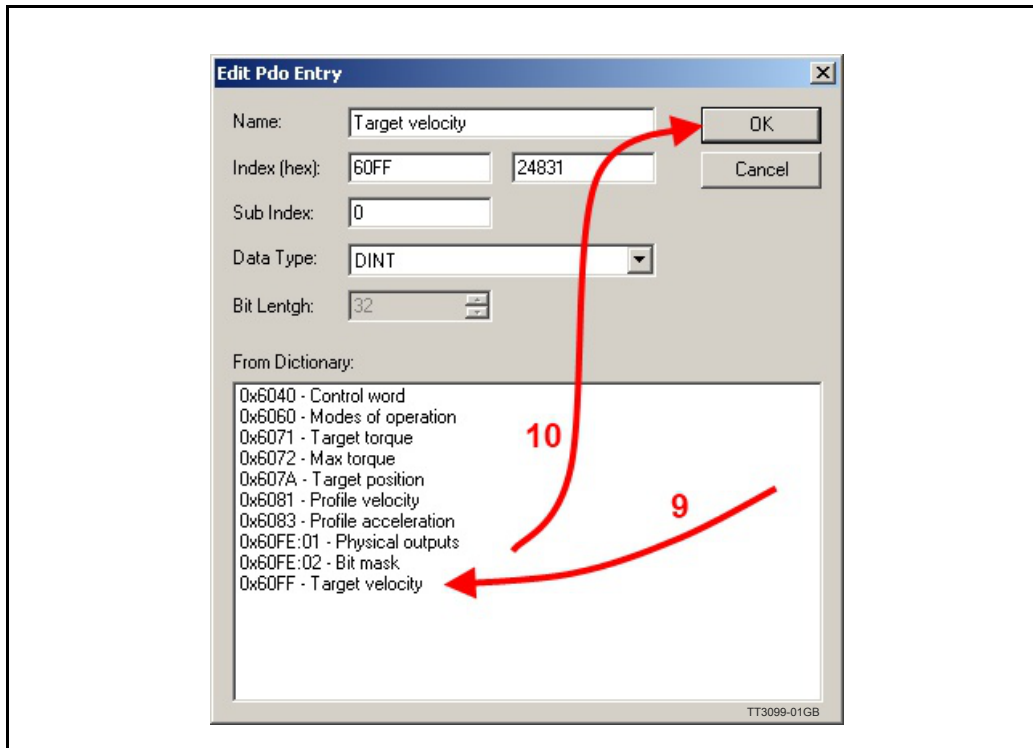 Edit Pdo Entry
Name: Target velocity OK
Index (hex): 60FF 24831 Cancel
Sub Index: 0
Data Type: DINT
Bit Lentgh: 32
From Dictionary:
0x6040 - Control word
0x6060 - Modes of operation
0x6071 - Target torque
10
0x6072 - Max torque
0x607A - Target position
0x6081 - Profile velocity
9
0x6083 - Profile acceleration
0x60FE:01 - Physical outputs
0x60FE:02 - Bit mask
0x60FF - Target velocity
TT3099-01GB